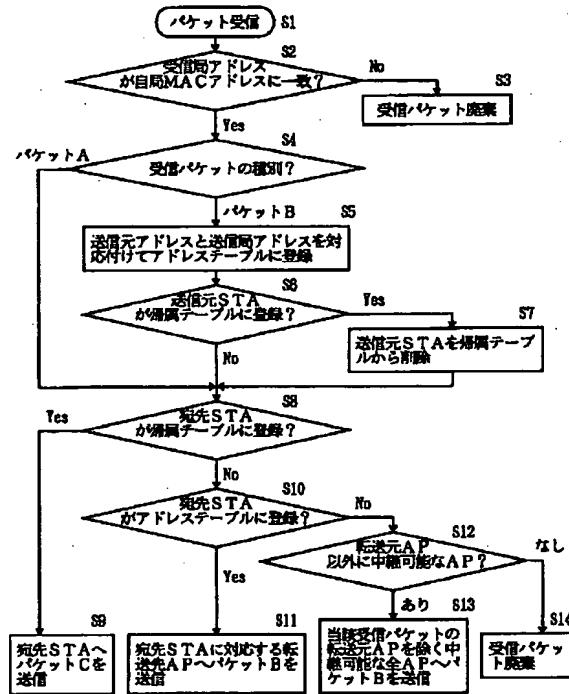 パケット受信
S1
S2
受信局アドレス
が自局MACアドレスに一致？
No
S3
受信パケット廃棄
Yes
S4
パケットA
受信パケットの種別？
パケットB
S5
送信元アドレスと送信局アドレスを対
応付けてアドレステーブルに登録
S6
送信元STA
が帰属テーブルに登録？
Yes
S7
送信元STAを帰属テーブ
ルから削除
No
S8
Yes
宛先STA
が帰属テーブルに登録？
No
S10
宛先STA
がアドレステーブルに登録？
No
S12
転送元AP
以外に中継可能なAP？
なし
Yes
あり
S9
S11
S13
S14
宛先STAへ
パケットCを
送信
宛先STAに対応する転
送先APへパケットBを
送信
当該受信パケットの
転送元APを除く中
継可能な全APへパ
ケットBを送信
受信パケッ
ト廃棄